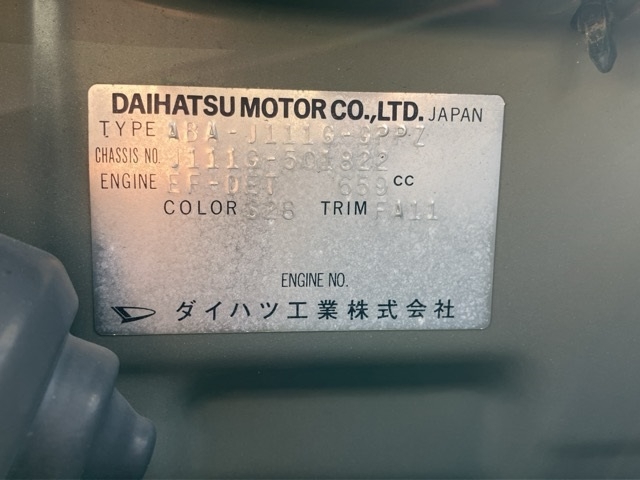 DAIHATSU MOTOR CO.,LTD. JAPAN
TYPE ABA-J111G-GPPZ
CHASSIS NO. J111G-501822
ENGINE EF-DET 659 CC
COLOR S28 TRIM FA11
ENGINE NO.
ダイハツ工業株式会社